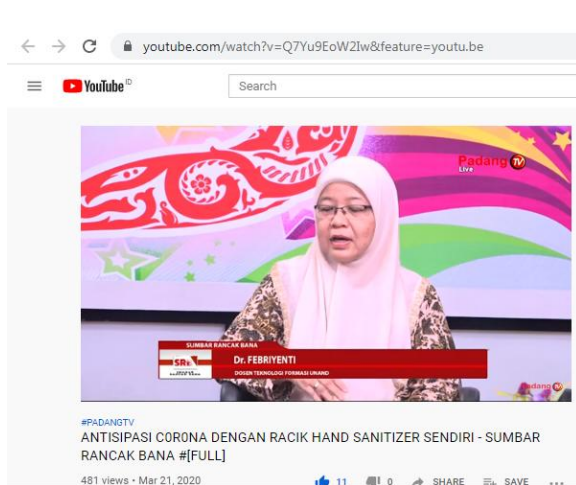 youtube.com/watch?v=Q7Yu9EoW2Iw&feature=youtu.be
YouTube ID
Search
Padang TV
Live
SUMBAR RANCAK BANA
SRB
Dr. FEBRIYENTI
DOSEN TEKNOLOGI FORMASI UNAND
Padang TV
#PADANGTV
ANTISIPASI C0R0NA DENGAN RACIK HAND SANITIZER SENDIRI - SUMBAR
RANCAK BANA #[FULL]
481 views • Mar 21, 2020
11 0 SHARE SAVE